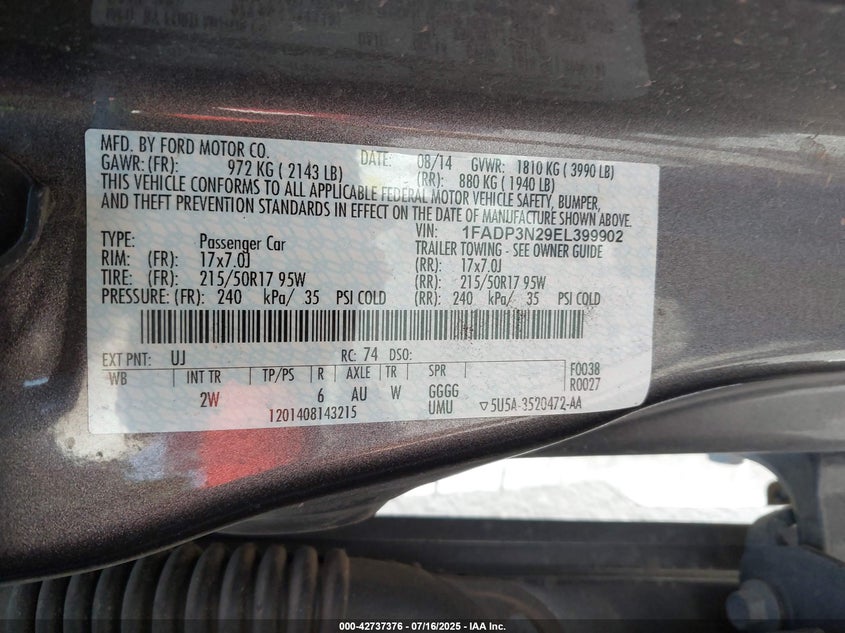 MFD. BY FORD MOTOR CO. DATE: 08/14 GVWR: 1810 KG ( 3990 LB)
GAWR: (FR): 972 KG ( 2143 LB) (RR): 880 KG ( 1940 LB)
THIS VEHICLE CONFORMS TO ALL APPLICABLE FEDERAL MOTOR VEHICLE SAFETY, BUMPER,
AND THEFT PREVENTION STANDARDS IN EFFECT ON THE DATE OF MANUFACTURE SHOWN ABOVE.
VIN: 1FADP3N29EL399902
TYPE: Passenger Car TRAILER TOWING - SEE OWNER GUIDE
RIM: (FR): 17x7.0J (RR): 17x7.0J
TIRE: (FR): 215/50R17 95W (RR): 215/50R17 95W
PRESSURE: (FR): 240 kPa/ 35 PSI COLD (RR): 240 kPa/ 35 PSI COLD
EXT PNT: UJ RC: 74 DSO: F0038
WB INT TR TP/PS R AXLE TR SPR R0027
2W 6 AU W GGGG
1201408143215 UMU ▽5U5A-3520472-AA
000-42737376 - 07/16/2025 - IAA Inc.